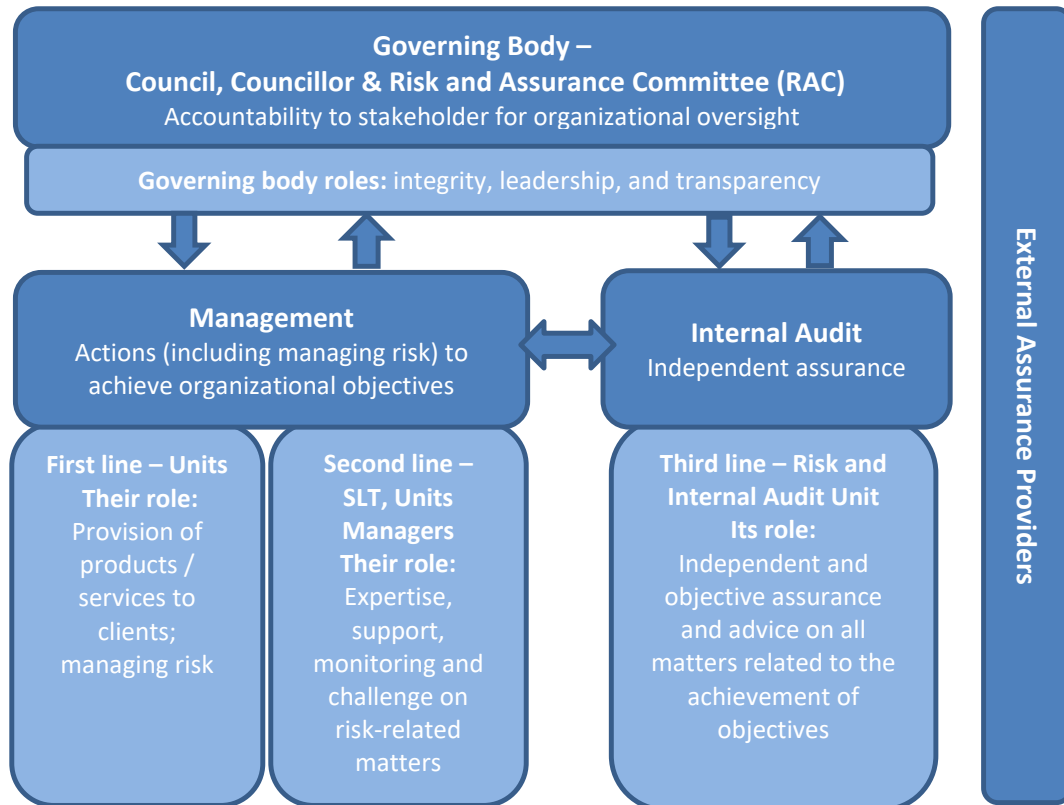 Governing Body –
Council, Councillor & Risk and Assurance Committee (RAC)
Accountability to stakeholder for organizational oversight
Governing body roles: integrity, leadership, and transparency
Management
Actions (including managing risk) to
achieve organizational objectives
Internal Audit
Independent assurance
First line – Units
Their role:
Provision of
products /
services to
clients;
managing risk
Second line –
SLT, Units
Managers
Their role:
Expertise,
support,
monitoring and
challenge on
risk-related
matters
Third line – Risk and
Internal Audit Unit
Its role:
Independent and
objective assurance
and advice on all
matters related to the
achievement of
objectives
External Assurance Providers